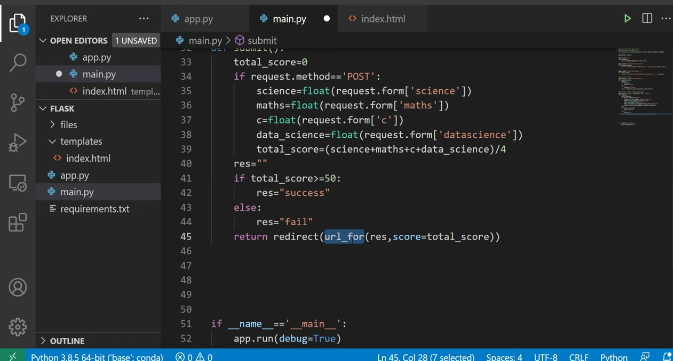 EXPLORER
···
app.py
main.py
index.html
OPEN EDITORS
1 UNSAVED
app.py
main.py
index.html templ...
FLASK
files
templates
index.html
app.py
main.py
requirements.txt
OUTLINE
main.py > submit
32 def submit():
33 total_score=0
34 if request.method=='POST':
35 science=float(request.form['science'])
36 maths=float(request.form['maths'])
37 c=float(request.form['c'])
38 data_science=float(request.form['datascience'])
39 total_score=(science+maths+c+data_science)/4
40 res=""
41 if total_score>=50:
42 res="success"
43 else:
44 res="fail"
45 return redirect(url_for(res,score=total_score))
46
47
48
49
50
51 if __name__=='__main__':
52 app.run(debug=True)
Python 3.8.5 64-bit ('base': conda) 0 0 Ln 45, Col 28 (7 selected) Spaces: 4 UTF-8 CRLF Python